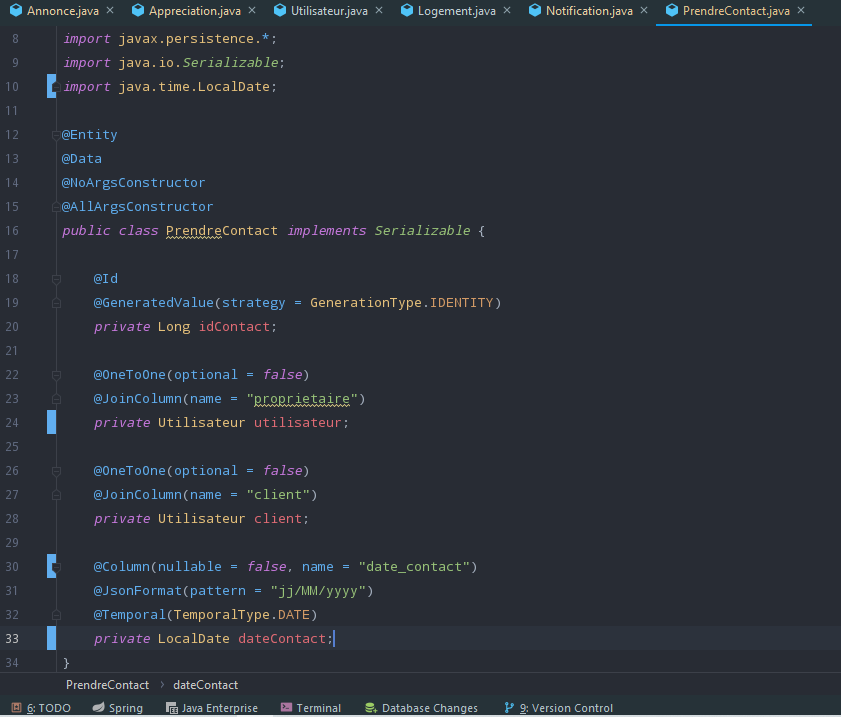 Annonce.java × Appreciation.java × Utilisateur.java × Logement.java × Notification.java × PrendreContact.java ×
8 import javax.persistence.*;
9 import java.io.Serializable;
10 import java.time.LocalDate;
11
12 @Entity
13 @Data
14 @NoArgsConstructor
15 @AllArgsConstructor
16 public class PrendreContact implements Serializable {
17
18 @Id
19 @GeneratedValue(strategy = GenerationType.IDENTITY)
20 private Long idContact;
21
22 @OneToOne(optional = false)
23 @JoinColumn(name = "proprietaire")
24 private Utilisateur utilisateur;
25
26 @OneToOne(optional = false)
27 @JoinColumn(name = "client")
28 private Utilisateur client;
29
30 @Column(nullable = false, name = "date_contact")
31 @JsonFormat(pattern = "jj/MM/yyyy")
32 @Temporal(TemporalType.DATE)
33 private LocalDate dateContact;
34 }
PrendreContact › dateContact
6: TODO Spring Java Enterprise Terminal Database Changes 9: Version Control